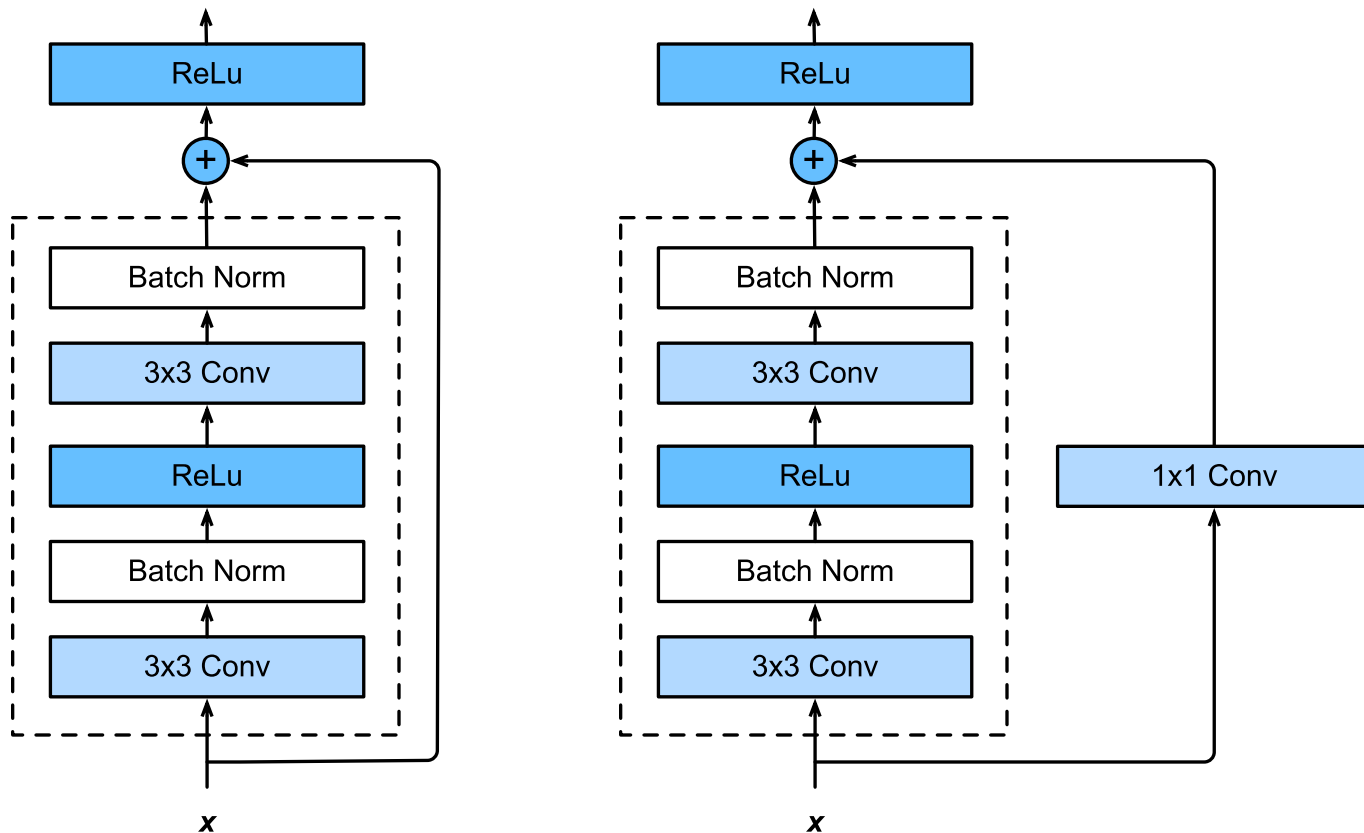 ReLu
+
Batch Norm
3x3 Conv
ReLu
Batch Norm
3x3 Conv
x
ReLu
+
Batch Norm
3x3 Conv
ReLu
Batch Norm
3x3 Conv
1x1 Conv
x